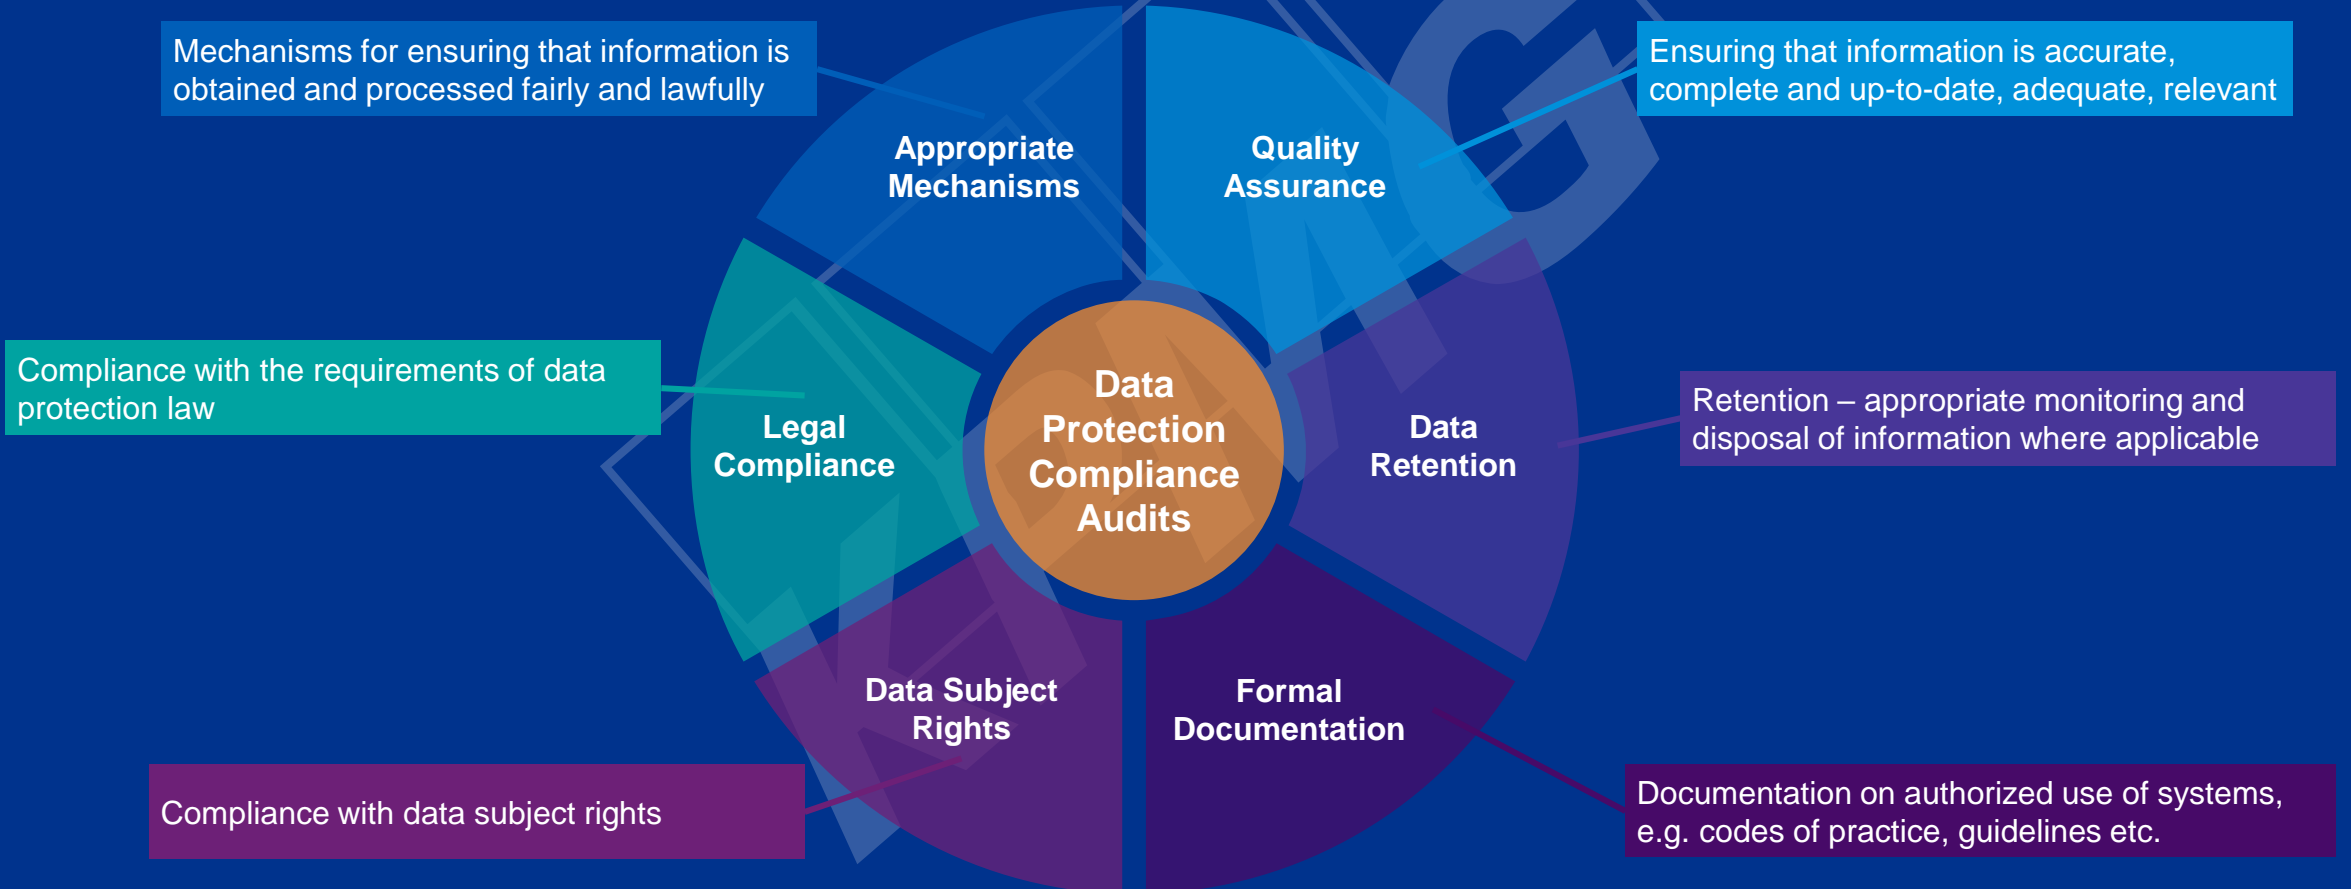 Mechanisms for ensuring that information is
obtained and processed fairly and lawfully
Ensuring that information is accurate,
complete and up-to-date, adequate, relevant
Appropriate
Mechanisms
Quality
Assurance
Compliance with the requirements of data
protection law
Legal
Compliance
Data
Protection
Compliance
Audits
Data
Retention
Retention – appropriate monitoring and
disposal of information where applicable
Data Subject
Rights
Formal
Documentation
Compliance with data subject rights
Documentation on authorized use of systems,
e.g. codes of practice, guidelines etc.
KPMG